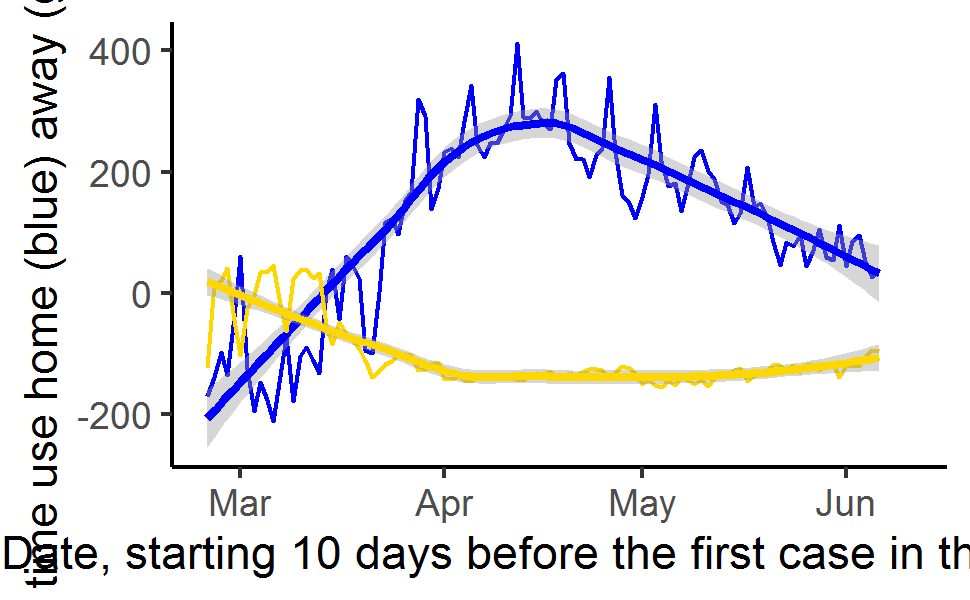 time use home (blue) away (
400
200
0
-200
Mar Apr May Jun
Date, starting 10 days before the first case in th